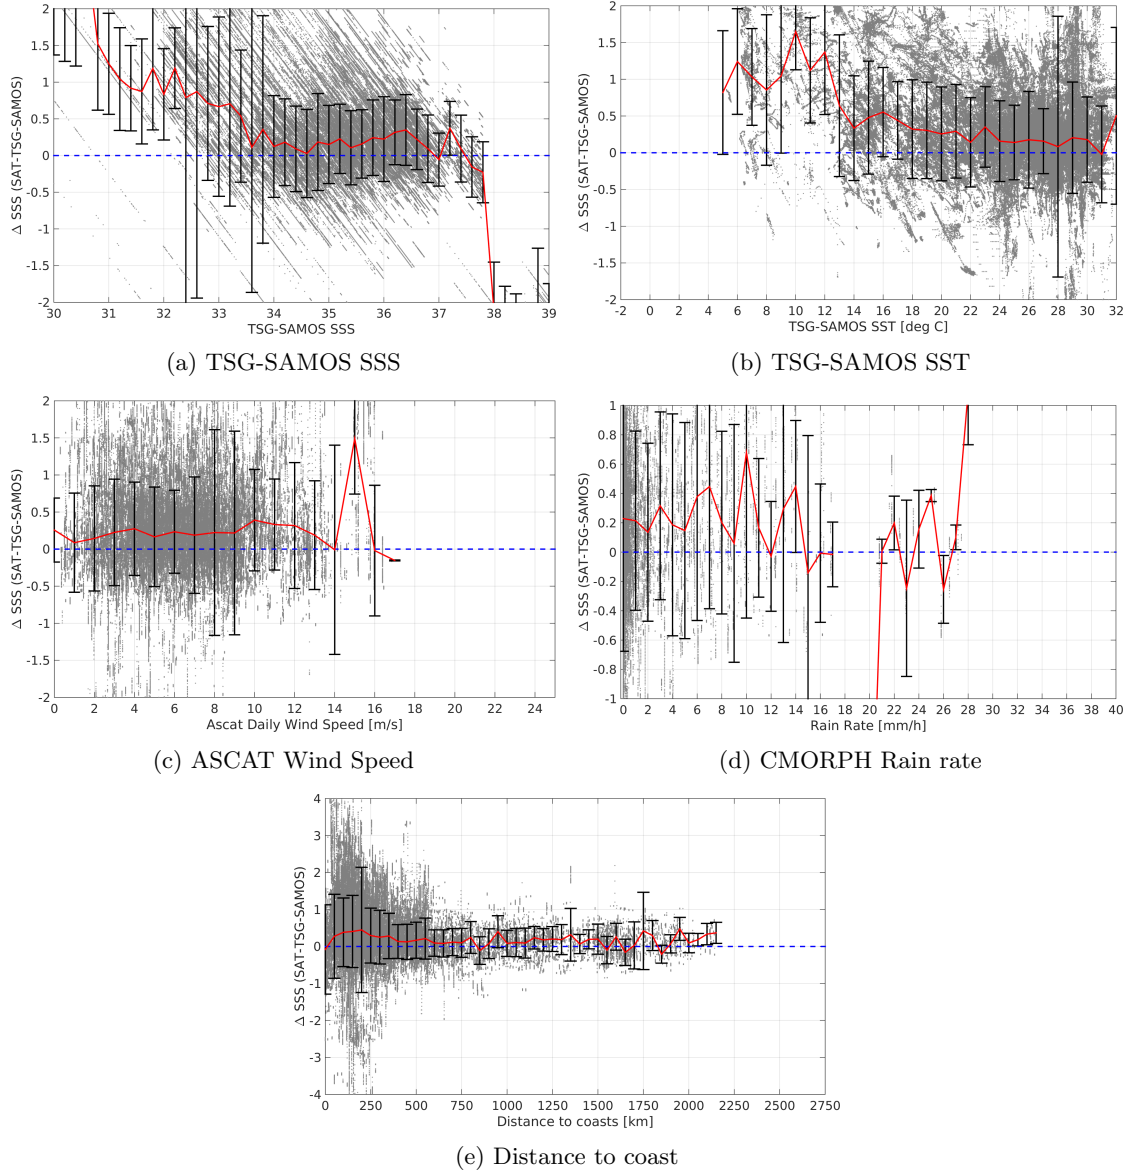 2
1.5
1
0.5
0
-0.5
-1
-1.5
-2
Δ SSS (SAT-TSG-SAMOS)
30 31 32 33 34 35 36 37 38 39
TSG-SAMOS SSS
(a) TSG-SAMOS SSS
2
1.5
1
0.5
0
-0.5
-1
-1.5
-2
Δ SSS (SAT-TSG-SAMOS)
-2 0 2 4 6 8 10 12 14 16 18 20 22 24 26 28 30 32
TSG-SAMOS SST [deg C]
(b) TSG-SAMOS SST
2
1.5
1
0.5
0
-0.5
-1
-1.5
-2
Δ SSS (SAT-TSG-SAMOS)
0 2 4 6 8 10 12 14 16 18 20 22 24
Ascat Daily Wind Speed [m/s]
(c) ASCAT Wind Speed
1
0.8
0.6
0.4
0.2
0
-0.2
-0.4
-0.6
-0.8
-1
Δ SSS (SAT-TSG-SAMOS)
0 2 4 6 8 10 12 14 16 18 20 22 24 26 28 30 32 34 36 38 40
Rain Rate [mm/h]
(d) CMORPH Rain rate
4
3
2
1
0
-1
-2
-3
-4
Δ SSS (SAT-TSG-SAMOS)
0 250 500 750 1000 1250 1500 1750 2000 2250 2500 2750
Distance to coasts [km]
(e) Distance to coast